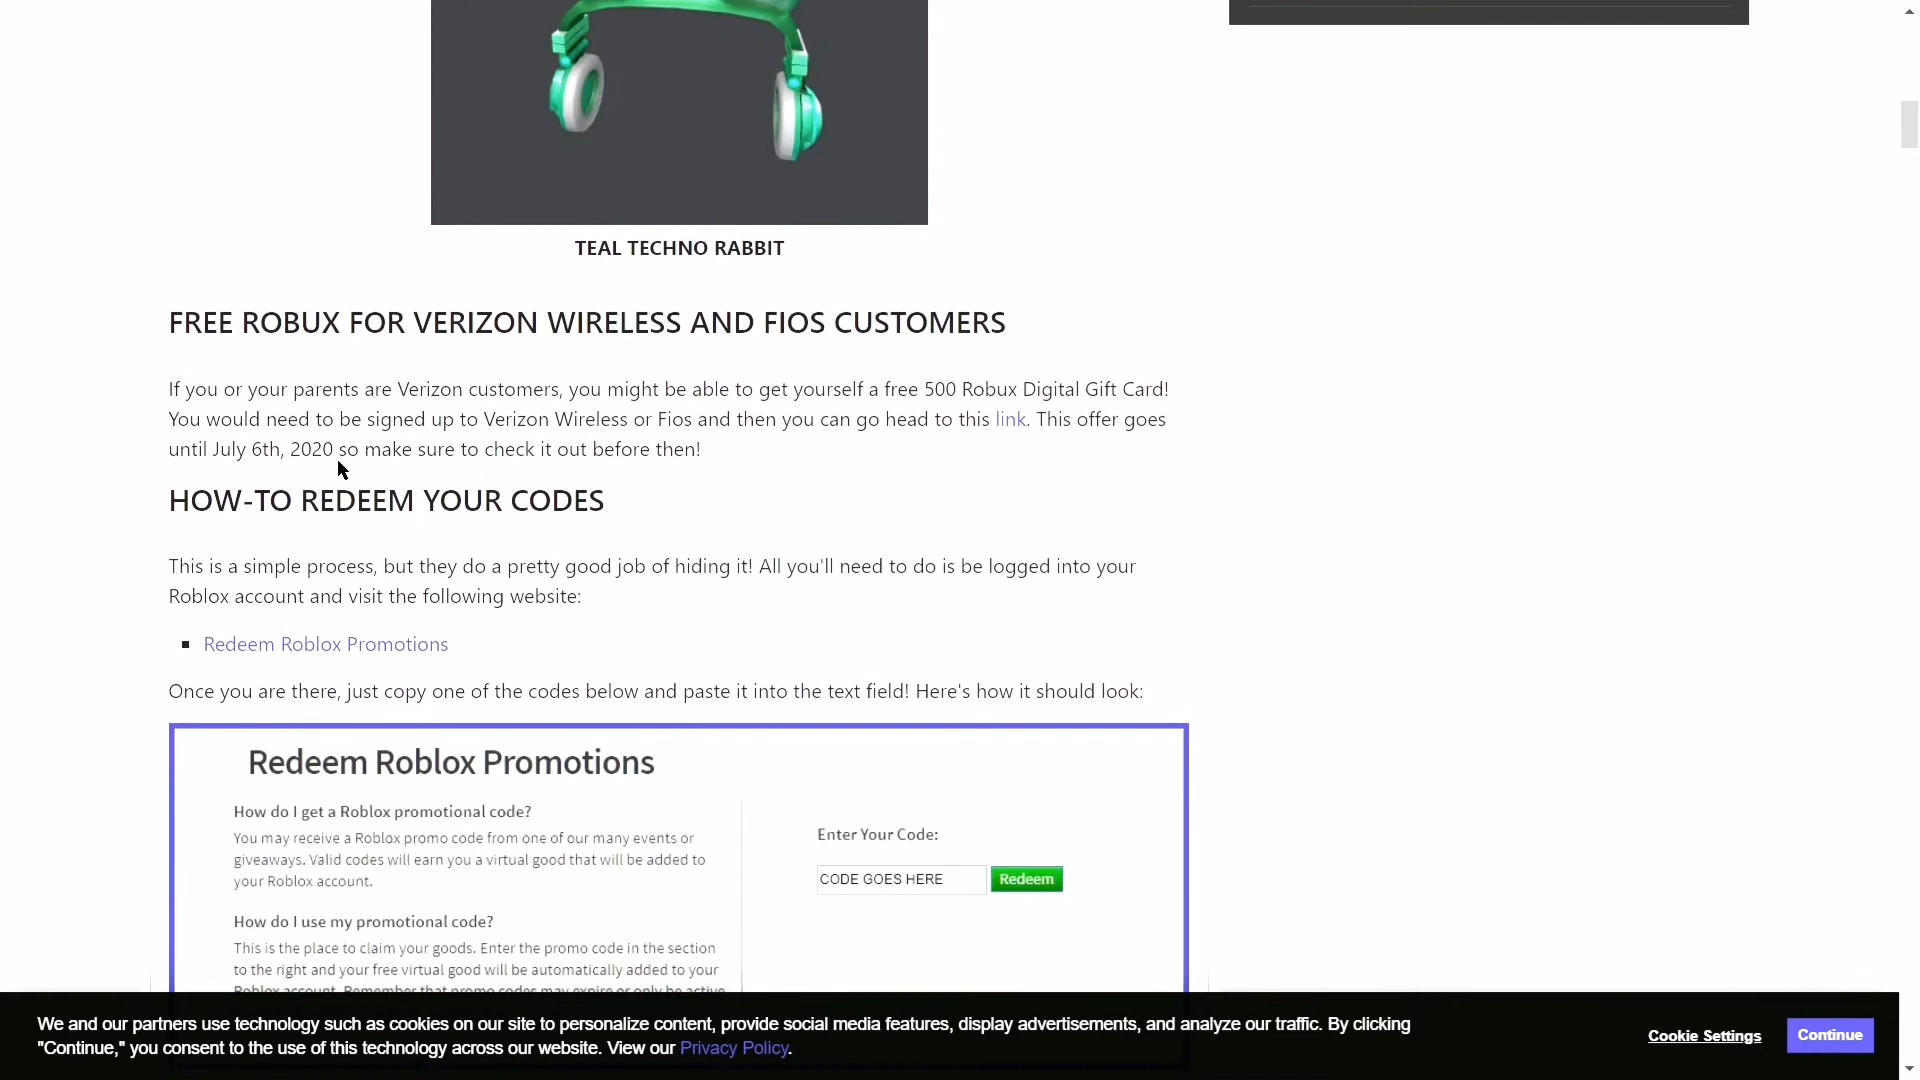 TEAL TECHNO RABBIT
FREE ROBUX FOR VERIZON WIRELESS AND FIOS CUSTOMERS
If you or your parents are Verizon customers, you might be able to get yourself a free 500 Robux Digital Gift Card!
You would need to be signed up to Verizon Wireless or Fios and then you can go head to this link. This offer goes
until July 6th, 2020 so make sure to check it out before then!
HOW-TO REDEEM YOUR CODES
This is a simple process, but they do a pretty good job of hiding it! All you'll need to do is be logged into your
Roblox account and visit the following website:
Redeem Roblox Promotions
Once you are there, just copy one of the codes below and paste it into the text field! Here's how it should look:
Redeem Roblox Promotions
How do I get a Roblox promotional code?
You may receive a Roblox promo code from one of our many events or
giveaways. Valid codes will earn you a virtual good that will be added to
your Roblox account.
Enter Your Code:
CODE GOES HERE Redeem
How do I use my promotional code?
This is the place to claim your goods. Enter the promo code in the section
to the right and your free virtual good will be automatically added to your
Roblox account. Remember that promo codes may expire or only be active
We and our partners use technology such as cookies on our site to personalize content, provide social media features, display advertisements, and analyze our traffic. By clicking
"Continue," you consent to the use of this technology across our website. View our Privacy Policy.
Cookie Settings
Continue